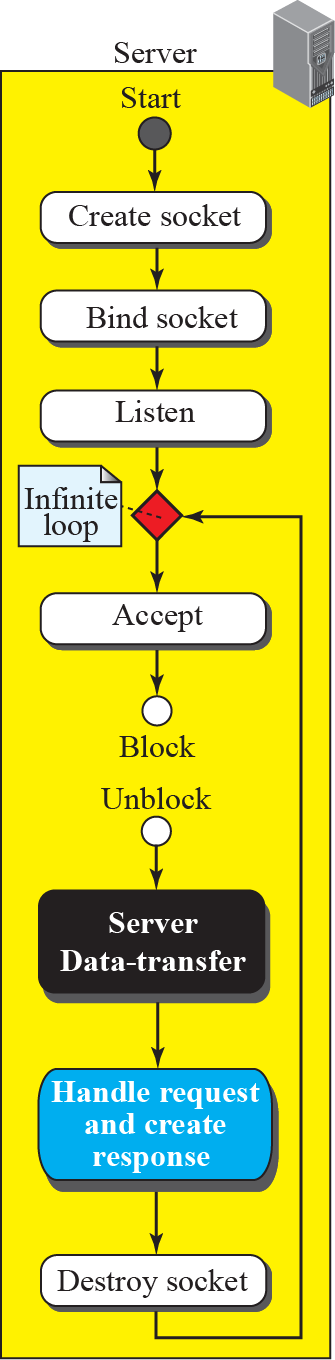 Server
Start
Create socket
Bind socket
Listen
Infinite
loop
Accept
Block
Unblock
Server
Data-transfer
Handle request
and create
response
Destroy socket